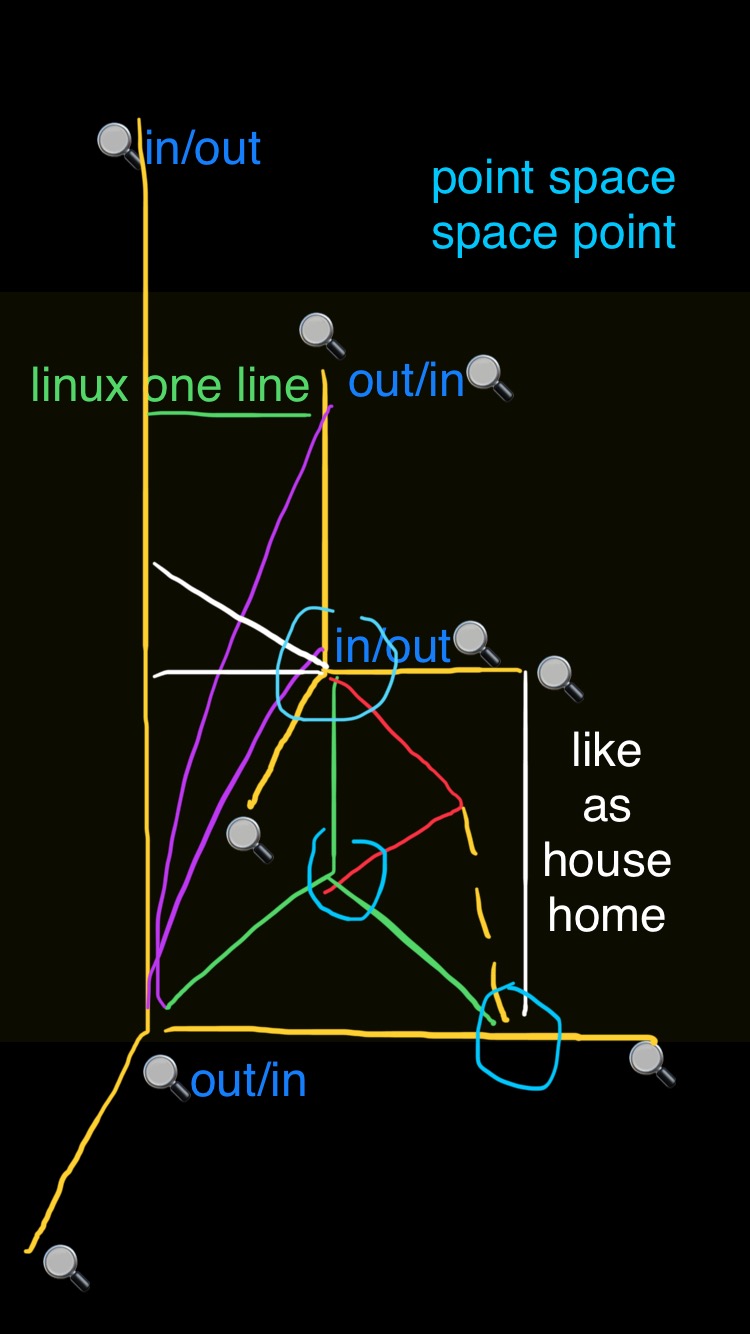 in/out
point space
space point
linux one line
out/in
in/out
like
as
house
home
out/in